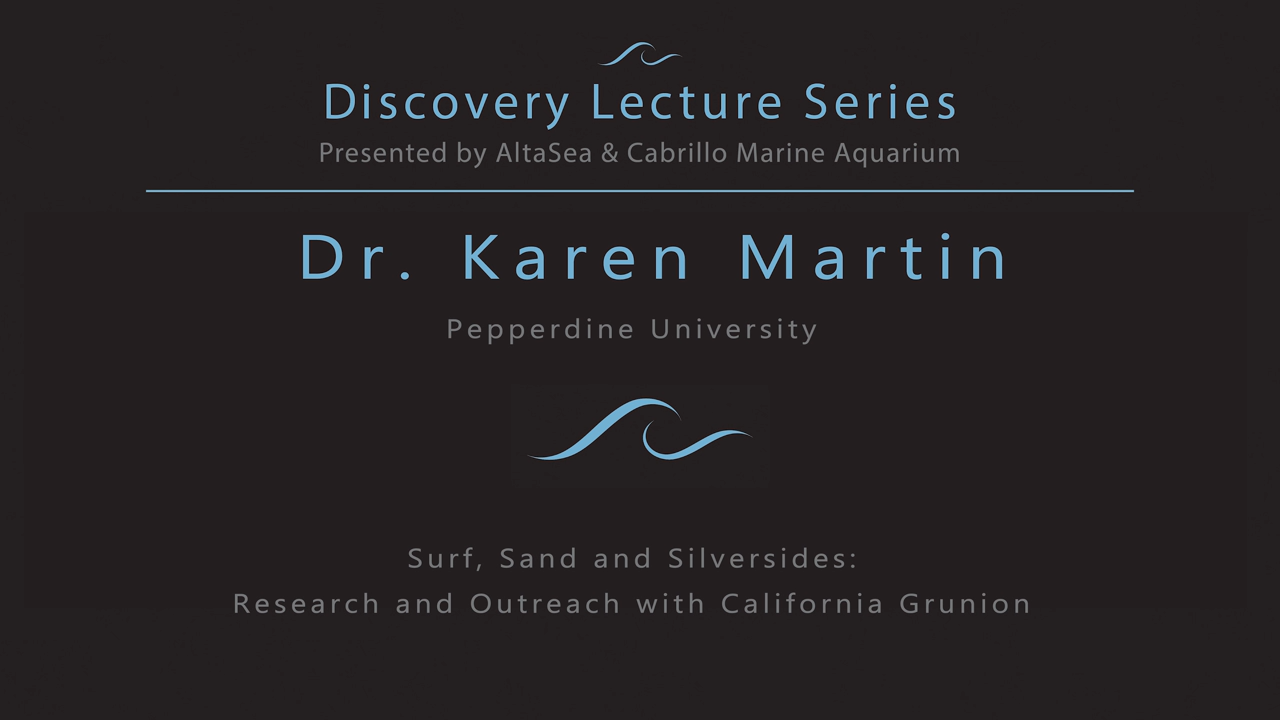 Discovery Lecture Series
Presented by AltaSea & Cabrillo Marine Aquarium
Dr. Karen Martin
Pepperdine University
Surf, Sand and Silversides:
Research and Outreach with California Grunion